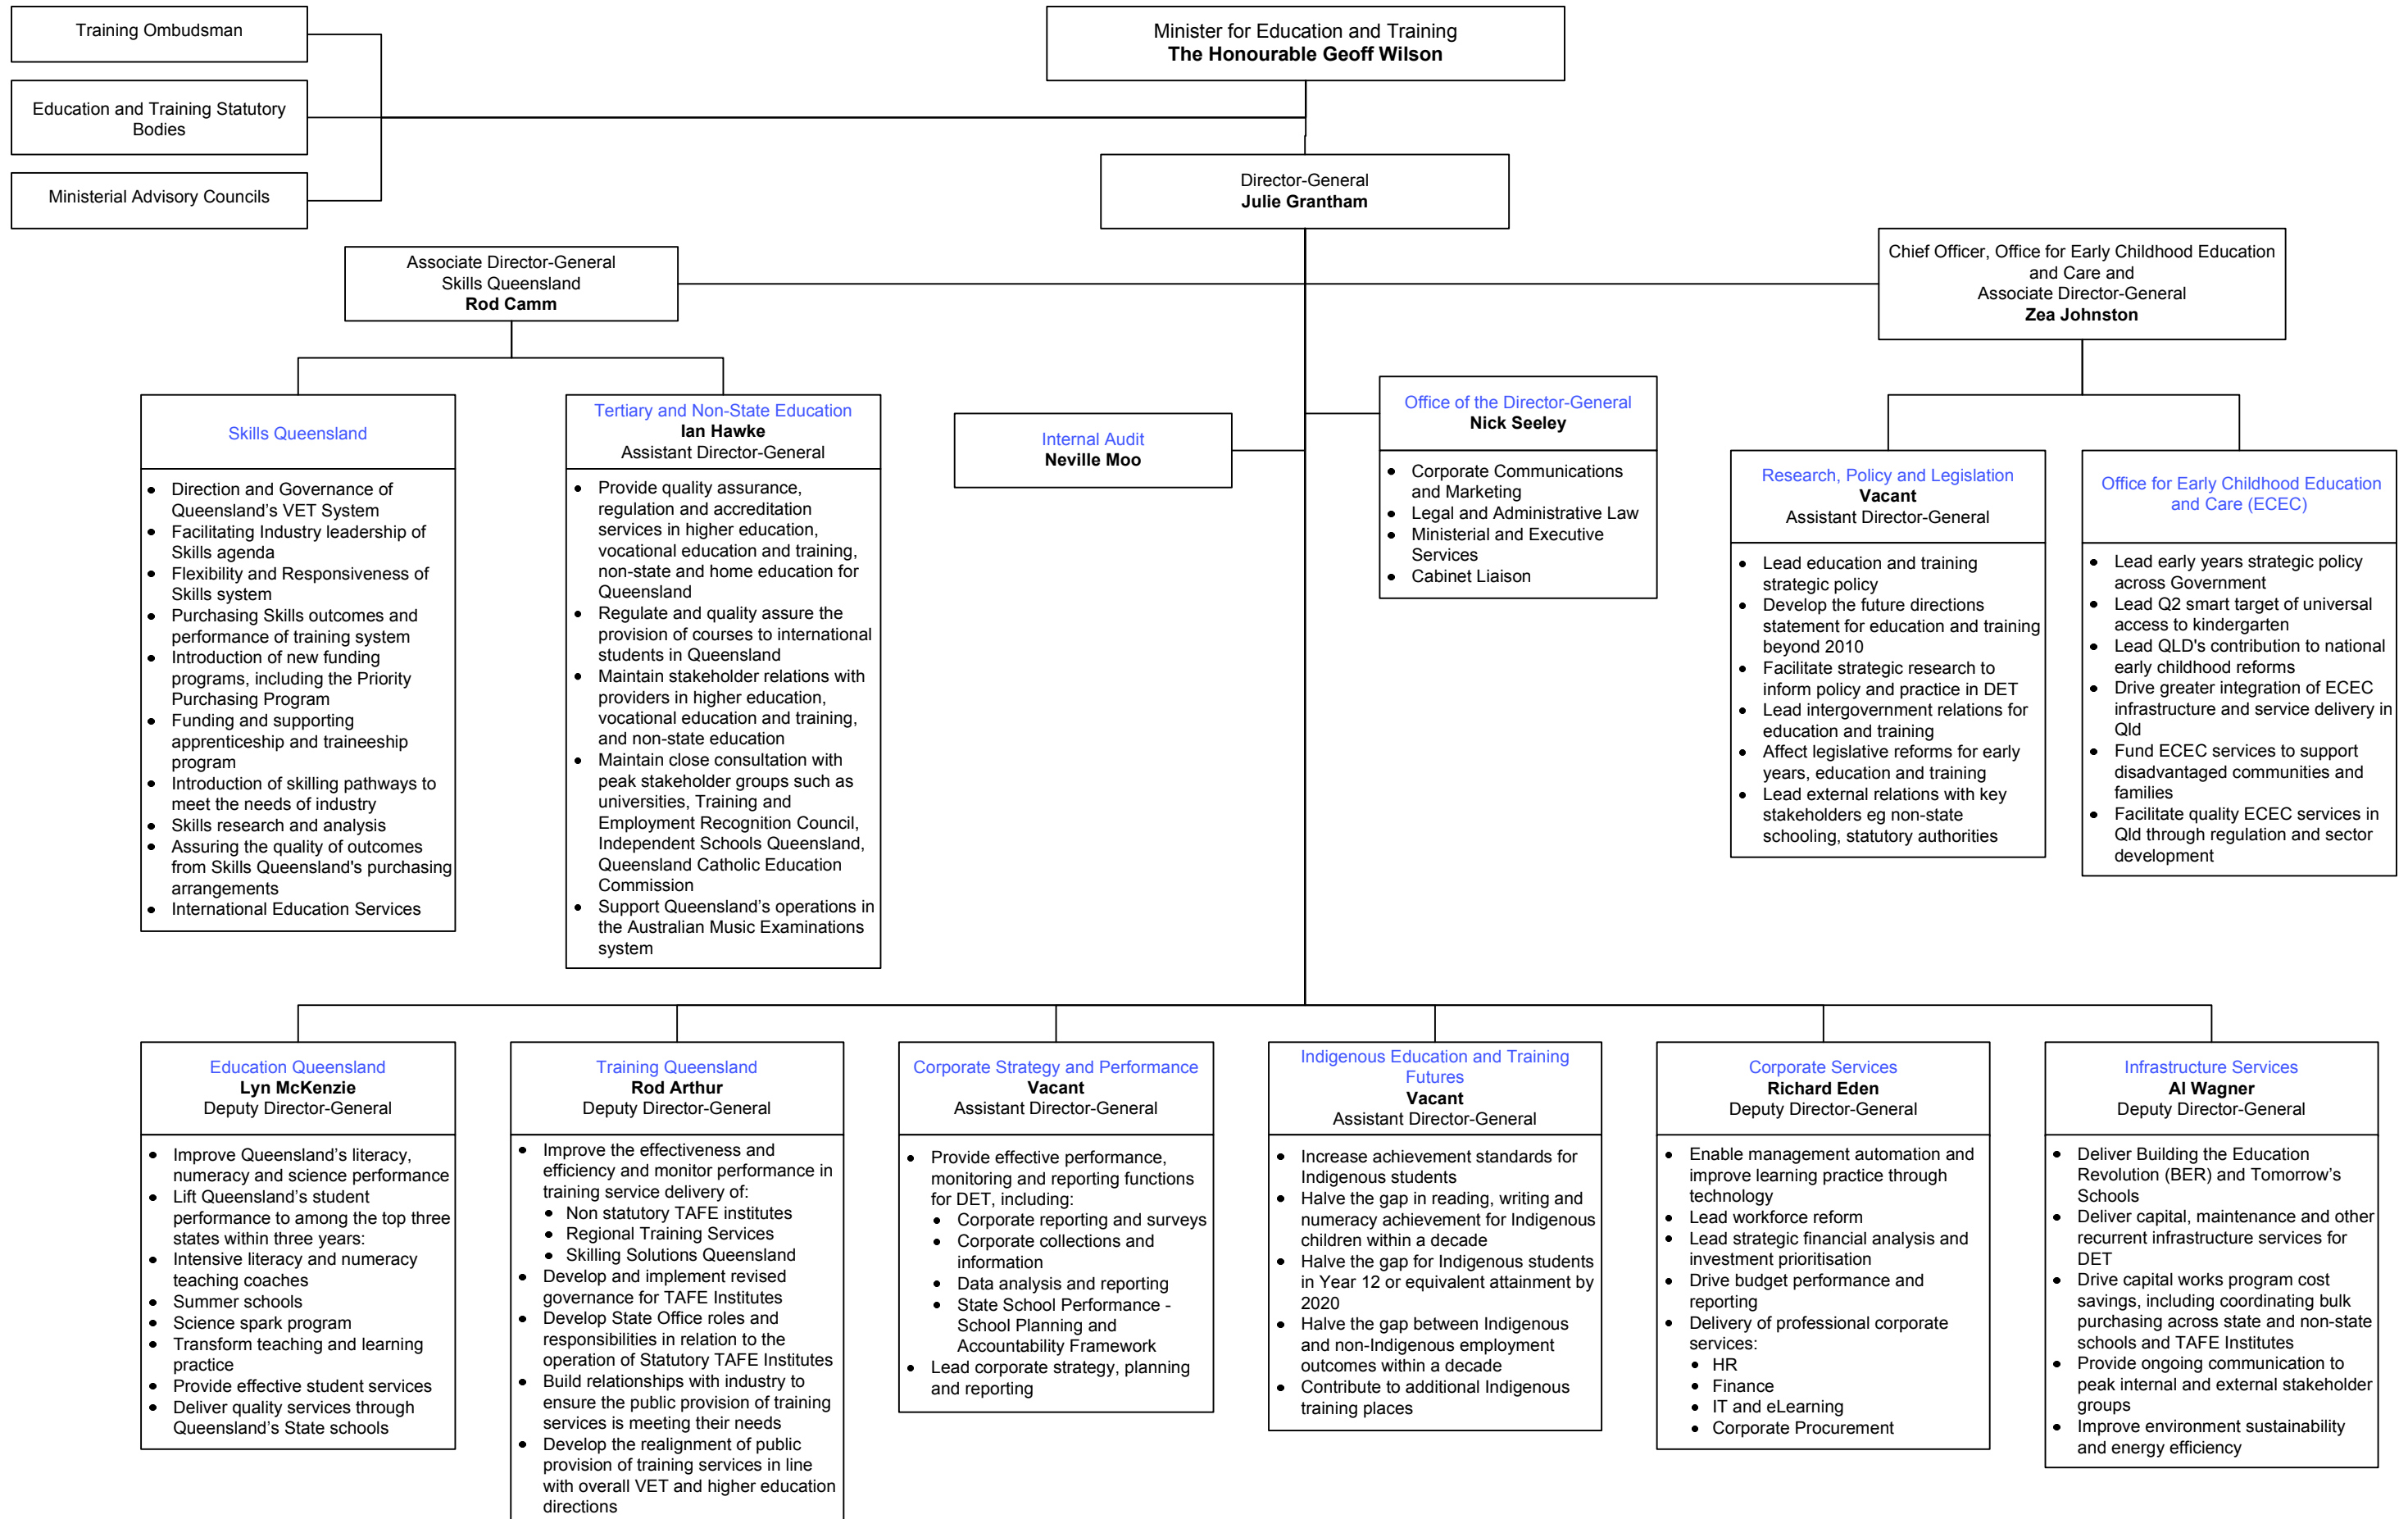 Training Ombudsman
Education and Training Statutory
Bodies
Ministerial Advisory Councils
Minister for Education and Training
The Honourable Geoff Wilson
Director-General
Julie Grantham
Associate Director-General
Skills Queensland
Rod Camm
Chief Officer, Office for Early Childhood Education
and Care and
Associate Director-General
Zea Johnston
Skills Queensland
• Direction and Governance of
Queensland’s VET System
• Facilitating Industry leadership of
Skills agenda
• Flexibility and Responsiveness of
Skills system
• Purchasing Skills outcomes and
performance of training system
• Introduction of new funding
programs, including the Priority
Purchasing Program
• Funding and supporting
apprenticeship and traineeship
program
• Introduction of skilling pathways to
meet the needs of industry
• Skills research and analysis
• Assuring the quality of outcomes
from Skills Queensland's purchasing
arrangements
• International Education Services
Tertiary and Non-State Education
Ian Hawke
Assistant Director-General
• Provide quality assurance,
regulation and accreditation
services in higher education,
vocational education and training,
non-state and home education for
Queensland
• Regulate and quality assure the
provision of courses to international
students in Queensland
• Maintain stakeholder relations with
providers in higher education,
vocational education and training,
and non-state education
• Maintain close consultation with
peak stakeholder groups such as
universities, Training and
Employment Recognition Council,
Independent Schools Queensland,
Queensland Catholic Education
Commission
• Support Queensland’s operations in
the Australian Music Examinations
system
Internal Audit
Neville Moo
Office of the Director-General
Nick Seeley
• Corporate Communications
and Marketing
• Legal and Administrative Law
• Ministerial and Executive
Services
• Cabinet Liaison
Research, Policy and Legislation
Vacant
Assistant Director-General
• Lead education and training
strategic policy
• Develop the future directions
statement for education and training
beyond 2010
• Facilitate strategic research to
inform policy and practice in DET
• Lead intergovernment relations for
education and training
• Affect legislative reforms for early
years, education and training
• Lead external relations with key
stakeholders eg non-state
schooling, statutory authorities
Office for Early Childhood Education
and Care (ECEC)
• Lead early years strategic policy
across Government
• Lead Q2 smart target of universal
access to kindergarten
• Lead QLD's contribution to national
early childhood reforms
• Drive greater integration of ECEC
infrastructure and service delivery in
Qld
• Fund ECEC services to support
disadvantaged communities and
families
• Facilitate quality ECEC services in
Qld through regulation and sector
development
Education Queensland
Lyn McKenzie
Deputy Director-General
• Improve Queensland’s literacy,
numeracy and science performance
• Lift Queensland’s student
performance to among the top three
states within three years:
• Intensive literacy and numeracy
teaching coaches
• Summer schools
• Science spark program
• Transform teaching and learning
practice
• Provide effective student services
• Deliver quality services through
Queensland’s State schools
Training Queensland
Rod Arthur
Deputy Director-General
• Improve the effectiveness and
efficiency and monitor performance in
training service delivery of:
• Non statutory TAFE institutes
• Regional Training Services
• Skilling Solutions Queensland
• Develop and implement revised
governance for TAFE Institutes
• Develop State Office roles and
responsibilities in relation to the
operation of Statutory TAFE Institutes
• Build relationships with industry to
ensure the public provision of training
services is meeting their needs
• Develop the realignment of public
provision of training services in line
with overall VET and higher education
directions
Corporate Strategy and Performance
Vacant
Assistant Director-General
• Provide effective performance,
monitoring and reporting functions
for DET, including:
• Corporate reporting and surveys
• Corporate collections and
information
• Data analysis and reporting
• State School Performance -
School Planning and
Accountability Framework
• Lead corporate strategy, planning
and reporting
Indigenous Education and Training
Futures
Vacant
Assistant Director-General
• Increase achievement standards for
Indigenous students
• Halve the gap in reading, writing and
numeracy achievement for Indigenous
children within a decade
• Halve the gap for Indigenous students
in Year 12 or equivalent attainment by
2020
• Halve the gap between Indigenous
and non-Indigenous employment
outcomes within a decade
• Contribute to additional Indigenous
training places
Corporate Services
Richard Eden
Deputy Director-General
• Enable management automation and
improve learning practice through
technology
• Lead workforce reform
• Lead strategic financial analysis and
investment prioritisation
• Drive budget performance and
reporting
• Delivery of professional corporate
services:
• HR
• Finance
• IT and eLearning
• Corporate Procurement
Infrastructure Services
Al Wagner
Deputy Director-General
• Deliver Building the Education
Revolution (BER) and Tomorrow’s
Schools
• Deliver capital, maintenance and other
recurrent infrastructure services for
DET
• Drive capital works program cost
savings, including coordinating bulk
purchasing across state and non-state
schools and TAFE Institutes
• Provide ongoing communication to
peak internal and external stakeholder
groups
• Improve environment sustainability
and energy efficiency